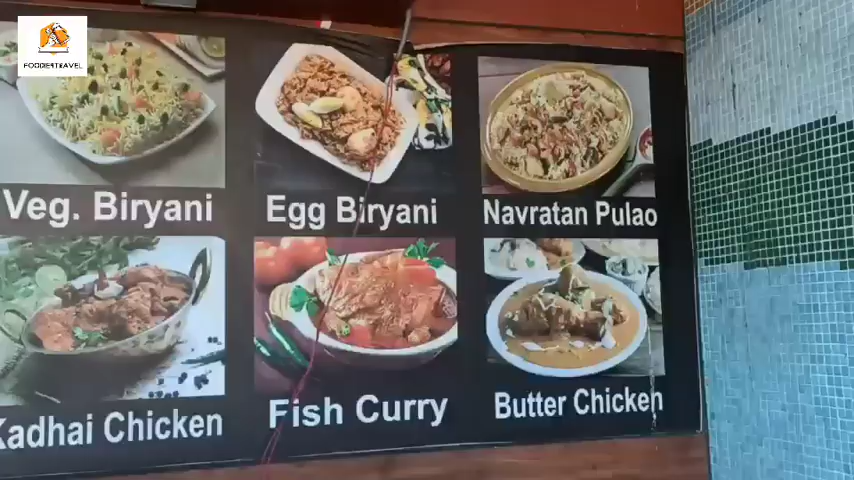 FOODIE&TRAVEL
Veg. Biryani
Egg Biryani
Navratan Pulao
Kadhai Chicken
Fish Curry
Butter Chicken